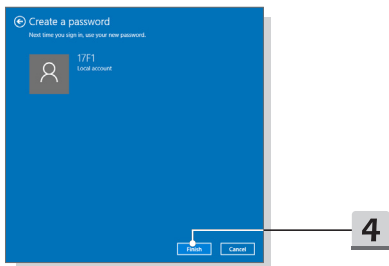 Create a password
Next time you sign in, use your new password.
17F1
Local account
Finish
Cancel
4